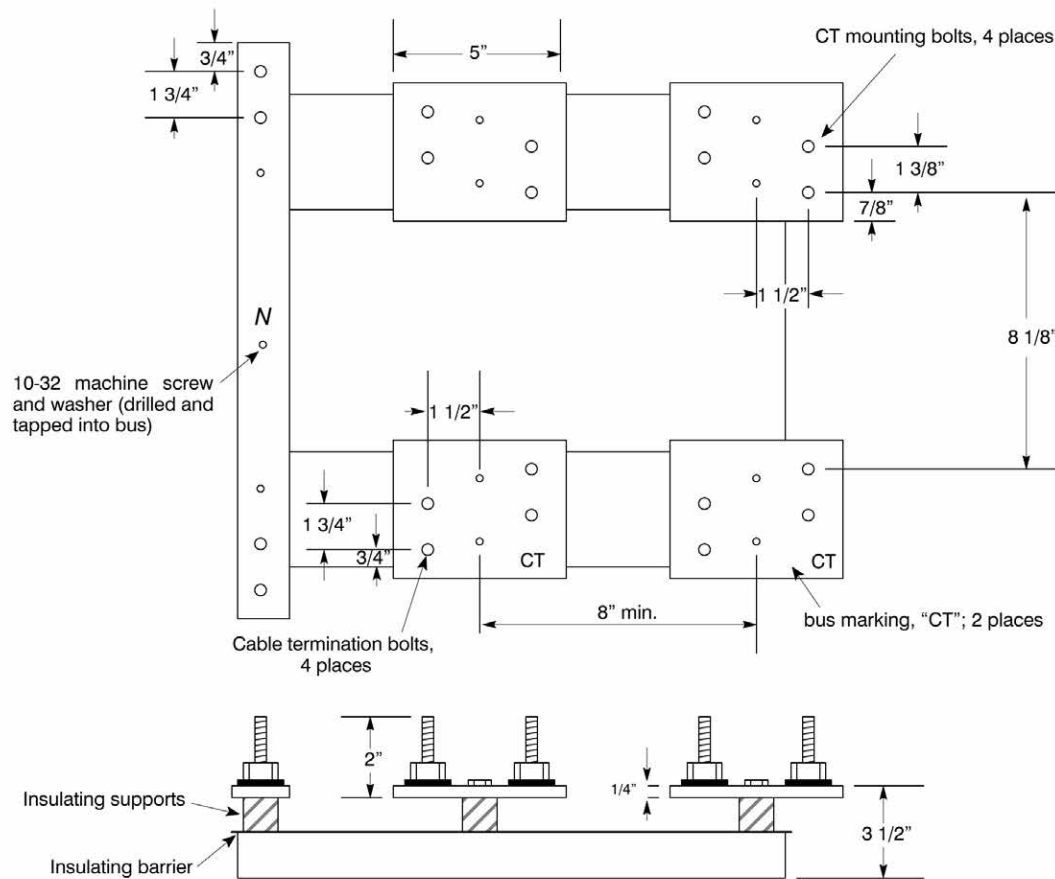 3/4”
5”
CT mounting bolts, 4 places
1 3/4”
1 3/8”
7/8”
1 1/2”
N
8 1/8”
10-32 machine screw
and washer (drilled and
tapped into bus)
1 1/2”
1 3/4”
3/4”
CT
CT
8” min.
bus marking, “CT”; 2 places
Cable termination bolts,
4 places
2”
1/4”
Insulating supports
3 1/2”
Insulating barrier